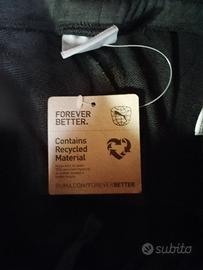 FOREVER
BETTER.
Contains
Recycled
Material
PUMA.COM/FOREVERBETTER
subito